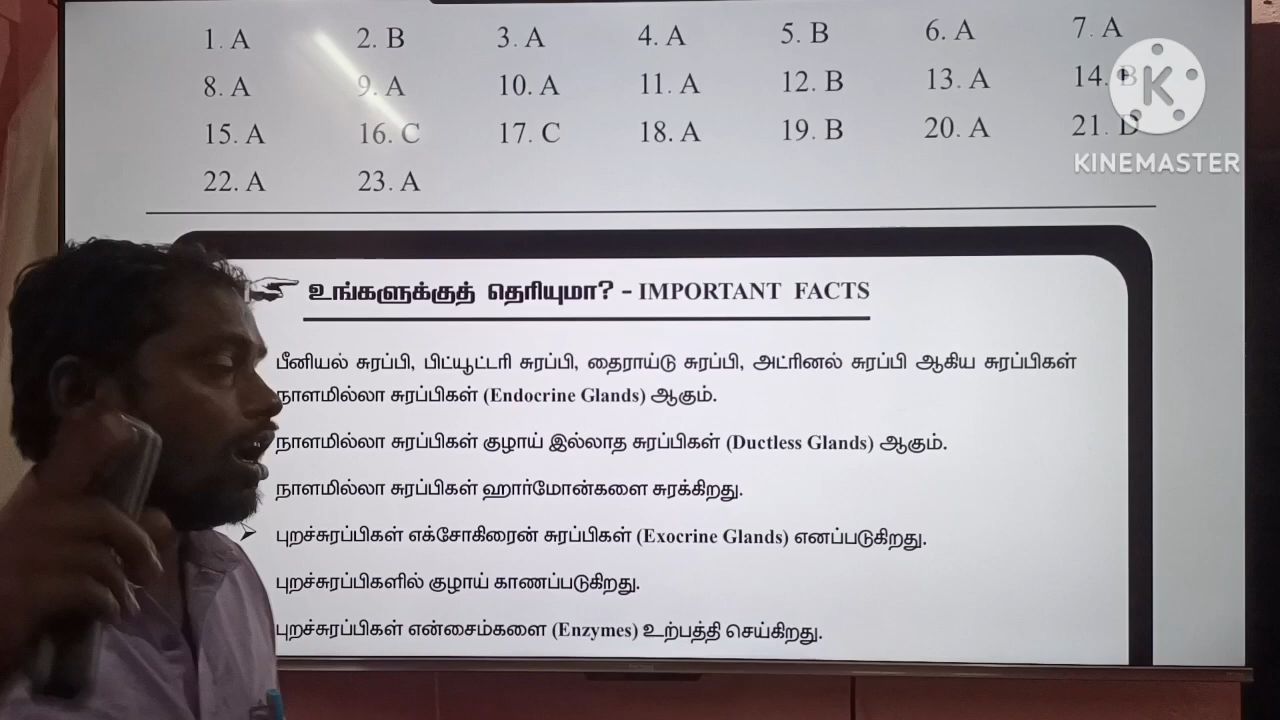 1. A 2. B 3. A 4. A 5. B 6. A 7. A
8. A 9. A 10. A 11. A 12. B 13. A 14. B
15. A 16. C 17. C 18. A 19. B 20. A 21. D
KINEMASTER
22. A 23. A
உங்களுக்குத் தெரியுமா? - IMPORTANT FACTS
பீனியல் சுரப்பி, பிட்யூட்டரி சுரப்பி, தைராய்டு சுரப்பி, அட்ரினல் சுரப்பி ஆகிய சுரப்பிகள்
நாளமில்லா சுரப்பிகள் (Endocrine Glands) ஆகும்.
நாளமில்லா சுரப்பிகள் குழாய் இல்லாத சுரப்பிகள் (Ductless Glands) ஆகும்.
நாளமில்லா சுரப்பிகள் ஹார்மோன்களை சுரக்கிறது.
➤ புறச்சுரப்பிகள் எக்சோகிரைன் சுரப்பிகள் (Exocrine Glands) எனப்படுகிறது.
புறச்சுரப்பிகளில் குழாய் காணப்படுகிறது.
புறச்சுரப்பிகள் என்சைம்களை (Enzymes) உற்பத்தி செய்கிறது.